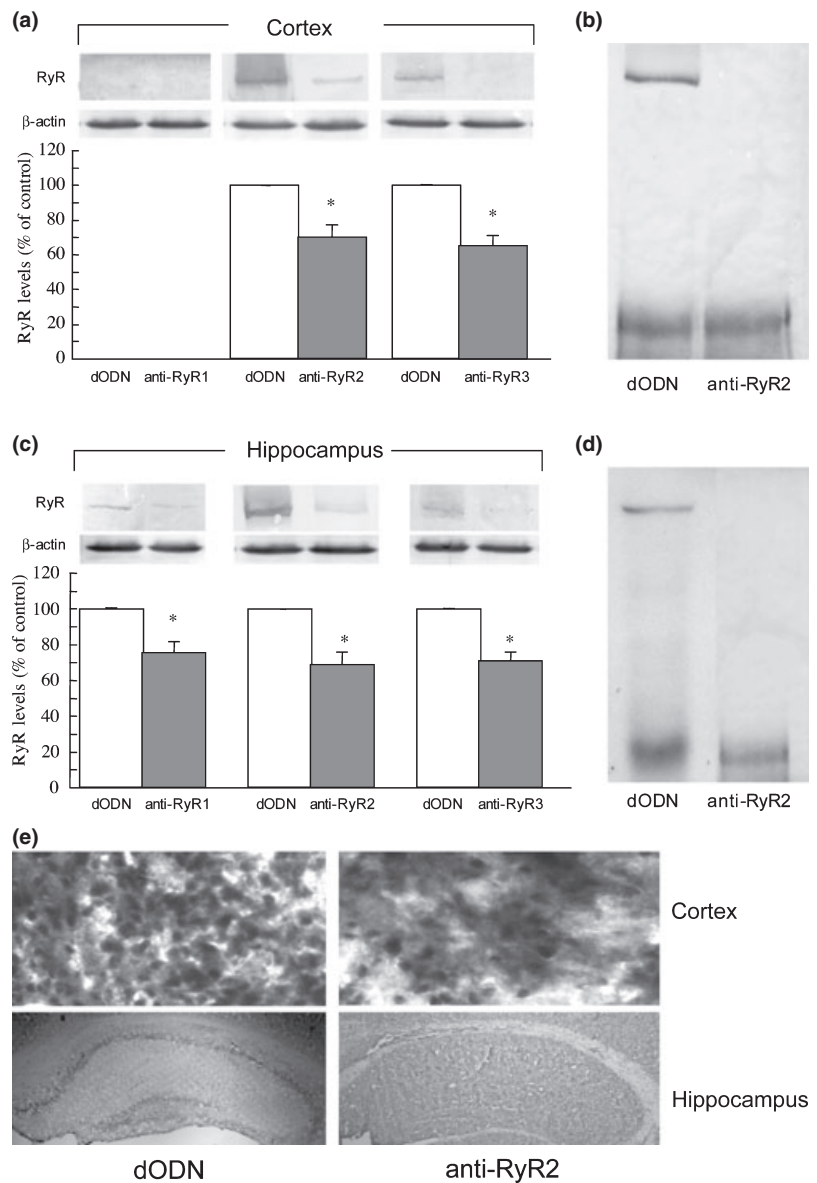 (a)
Cortex
RyR
β-actin
RyR levels (% of control)
120
100
80
60
40
20
0
*
*
dODN anti-RyR1 dODN anti-RyR2 dODN anti-RyR3
(b)
dODN anti-RyR2
(c)
Hippocampus
RyR
β-actin
RyR levels (% of control)
120
100
80
60
40
20
0
*
*
*
dODN anti-RyR1 dODN anti-RyR2 dODN anti-RyR3
(d)
dODN anti-RyR2
(e)
Cortex
Hippocampus
dODN anti-RyR2